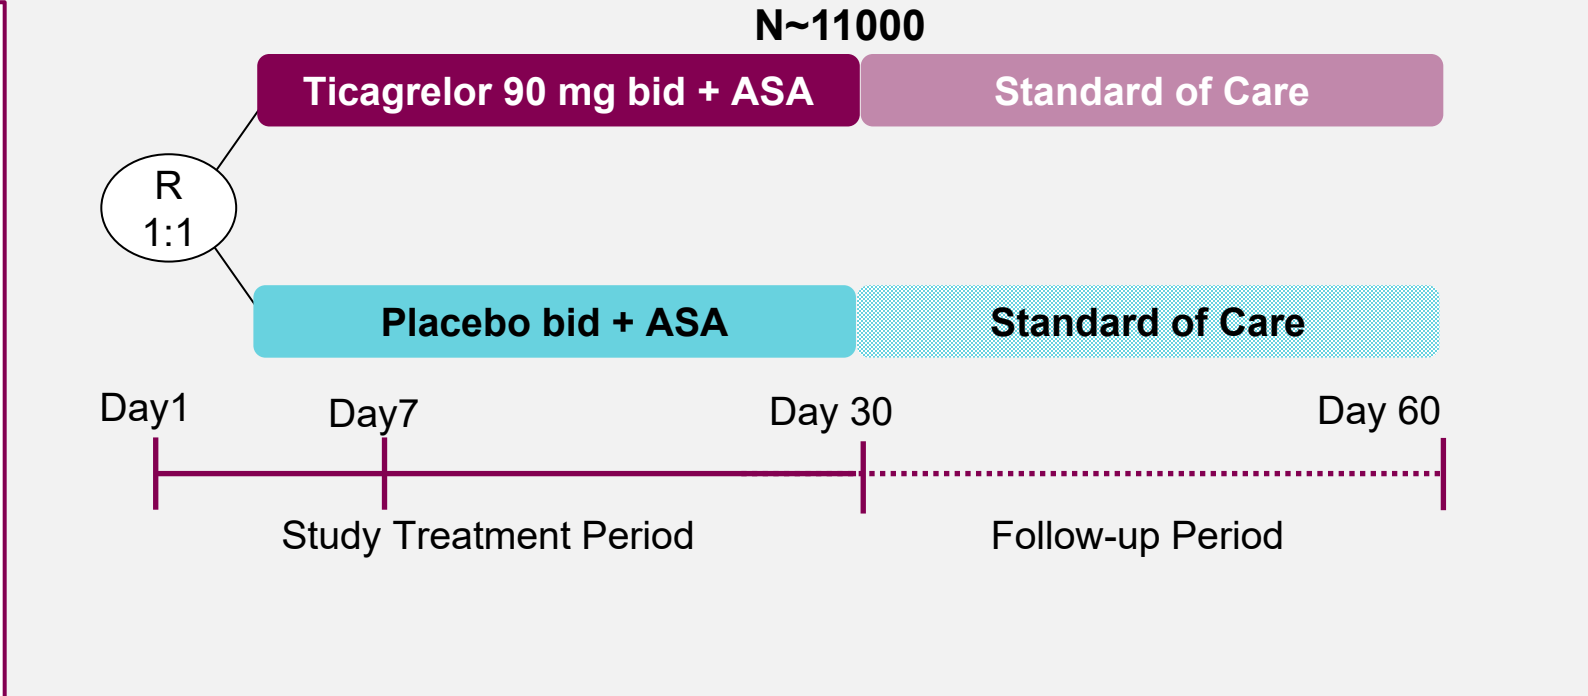 N~11000
Ticagrelor 90 mg bid + ASA
Standard of Care
R
1:1
Placebo bid + ASA
Standard of Care
Day1
Day7
Day 30
Day 60
Study Treatment Period
Follow-up Period